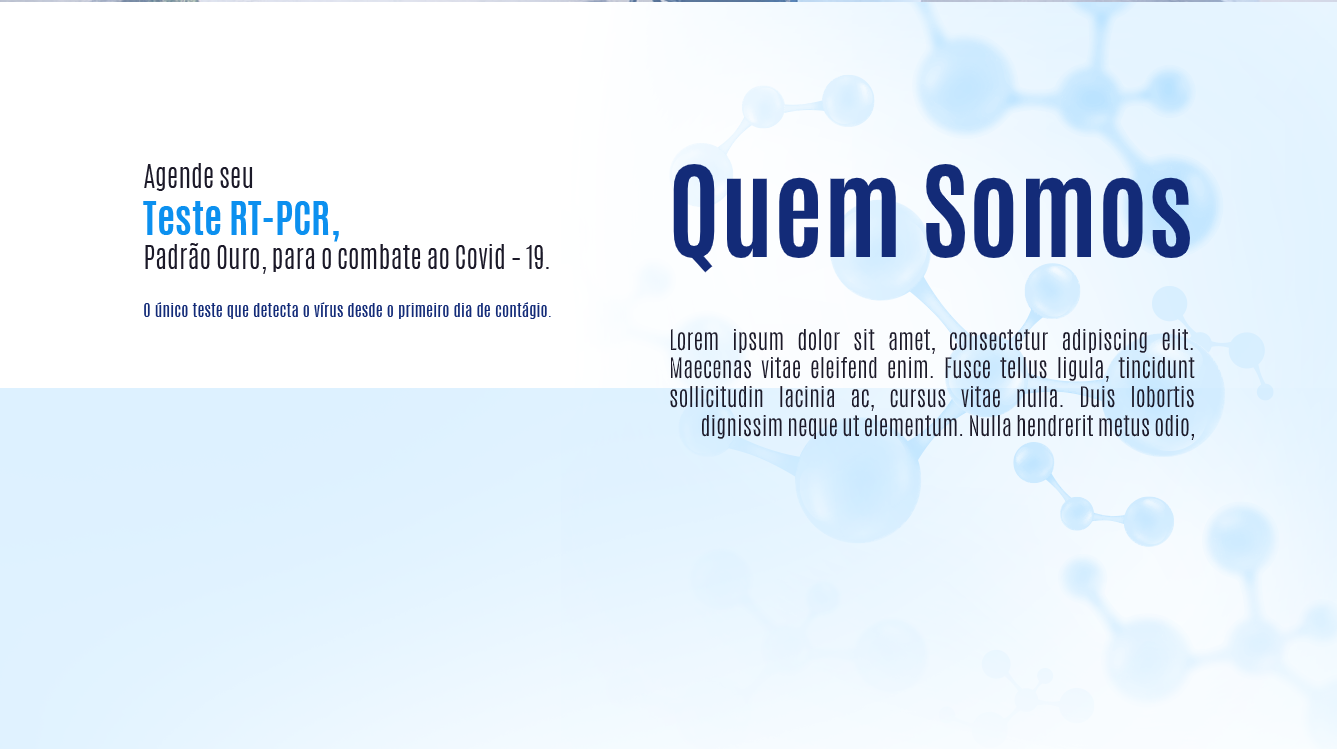 Agende seu
Teste RT-PCR,
Padrão Ouro, para o combate ao Covid - 19.
O único teste que detecta o vírus desde o primeiro dia de contágio.
Quem Somos
Lorem ipsum dolor sit amet, consectetur adipiscing elit.
Maecenas vitae eleifend enim. Fusce tellus ligula, tincidunt
sollicitudin lacinia ac, cursus vitae nulla. Duis lobortis
dignissim neque ut elementum. Nulla hendrerit metus odio,